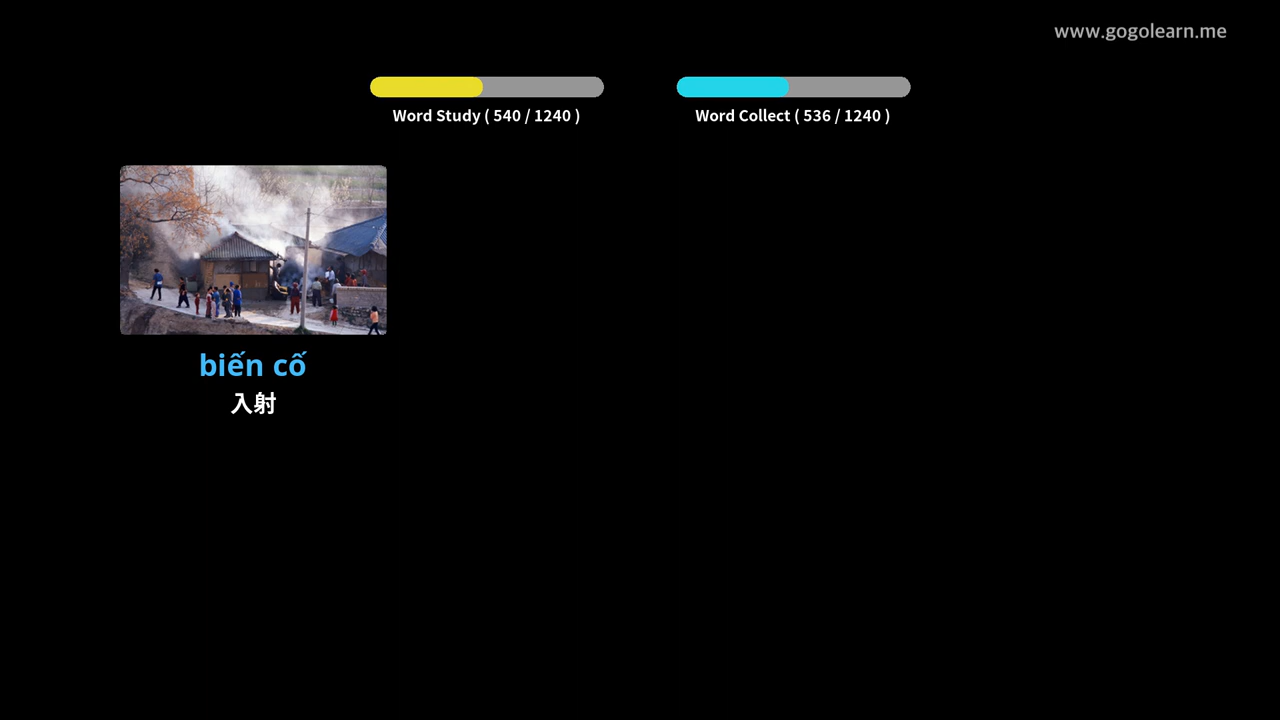 www.gogolearn.me
Word Study ( 540 / 1240 )
Word Collect ( 536 / 1240 )
biến cố
入射